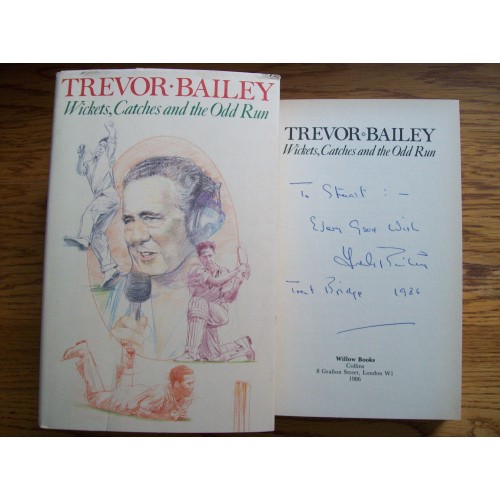 TREVOR·BAILEY
Wickets, Catches and the Odd Run
TREVOR·BAILEY
Wickets, Catches and the Odd Run
To Stuart :-
Every Good Wish
Trent Bridge 1986
Willow Books
Collins
8 Grafton Street, London W1
1986